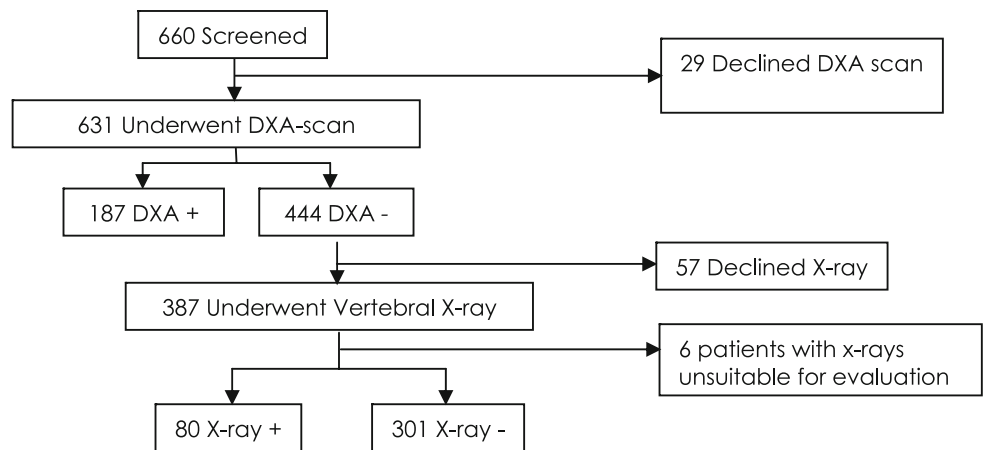 660 Screened
29 Declined DXA scan
631 Underwent DXA-scan
187 DXA +
444 DXA -
57 Declined X-ray
387 Underwent Vertebral X-ray
6 patients with x-rays
unsuitable for evaluation
80 X-ray +
301 X-ray -